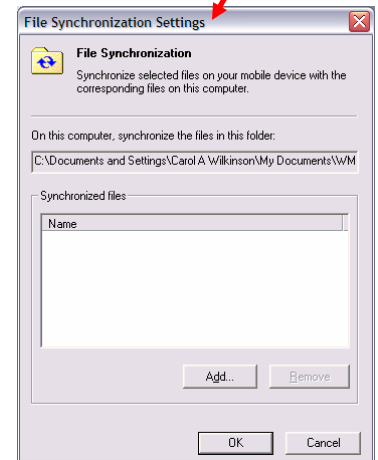 File Synchronization Settings
File Synchronization
Synchronize selected files on your mobile device with the
corresponding files on this computer.
On this computer, synchronize the files in this folder:
C:\Documents and Settings\Carol A Wilkinson\My Documents\WM
Synchronized files
Name
Add...
Remove
OK
Cancel